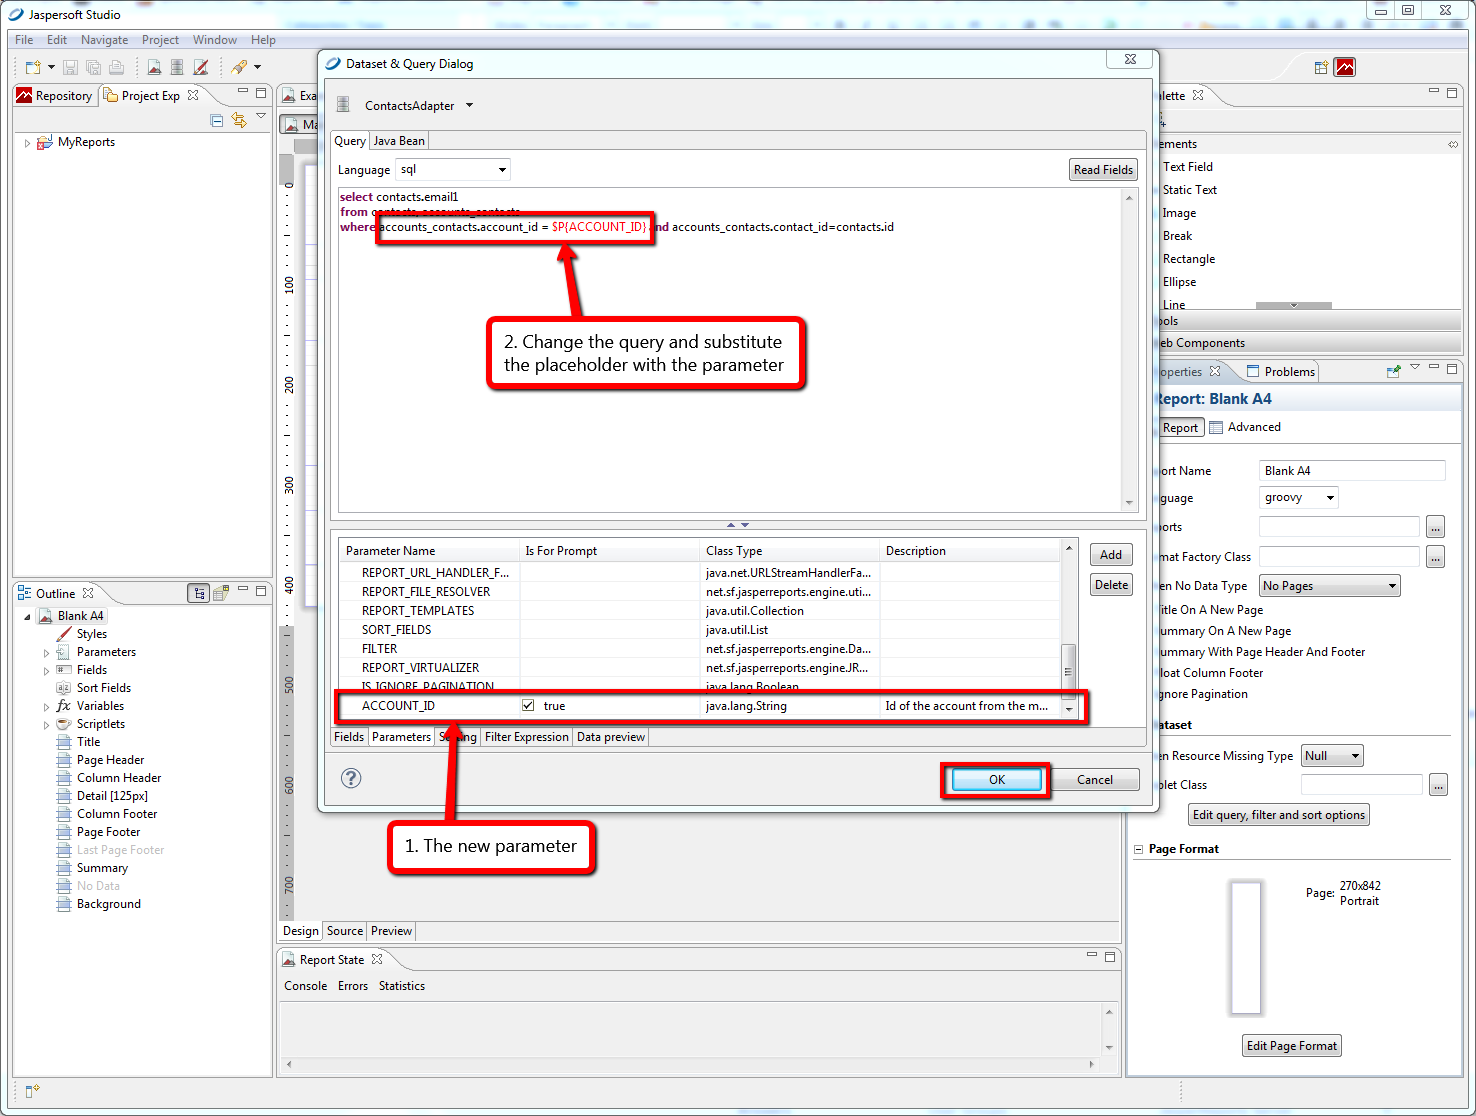 Jaspersoft Studio
File Edit Navigate Project Window Help
Dataset & Query Dialog
Repository
Project Exp
MyReports
ContactsAdapter
Query
Java Bean
Language
sql
Read Fields
select contacts.email1
from contacts, accounts_contacts
where accounts_contacts.account_id = $P{ACCOUNT_ID} and accounts_contacts.contact_id=contacts.id
2. Change the query and substitute
the placeholder with the parameter
Parameter Name Is For Prompt Class Type Description
REPORT_URL_HANDLER_F... java.net.URLStreamHandlerFa...
REPORT_FILE_RESOLVER net.sf.jasperreports.engine.uti...
REPORT_TEMPLATES java.util.Collection
SORT_FIELDS java.util.List
FILTER net.sf.jasperreports.engine.Da...
REPORT_VIRTUALIZER net.sf.jasperreports.engine.JR...
IS_IGNORE_PAGINATION java.lang.Boolean
ACCOUNT_ID true java.lang.String Id of the account from the m...
Add
Delete
Fields Parameters Sorting Filter Expression Data preview
OK
Cancel
1. The new parameter
Exa
Ma
0
100
200
300
400
500
600
700
Outline
Blank A4
Styles
Parameters
Fields
Sort Fields
Variables
Scriptlets
Title
Page Header
Column Header
Detail [125px]
Column Footer
Page Footer
Last Page Footer
Summary
No Data
Background
Design Source Preview
Report State
Console Errors Statistics
lette
ements
Text Field
Static Text
Image
Break
Rectangle
Ellipse
Line
ols
eb Components
operties
Problems
Report: Blank A4
Report
Advanced
ort Name Blank A4
guage groovy
orts ...
mat Factory Class ...
en No Data Type No Pages
itle On A New Page
ummary On A New Page
ummary With Page Header And Footer
loat Column Footer
gnore Pagination
ataset
en Resource Missing Type Null
let Class ...
Edit query, filter and sort options
Page Format
Page: 270x842
Portrait
Edit Page Format